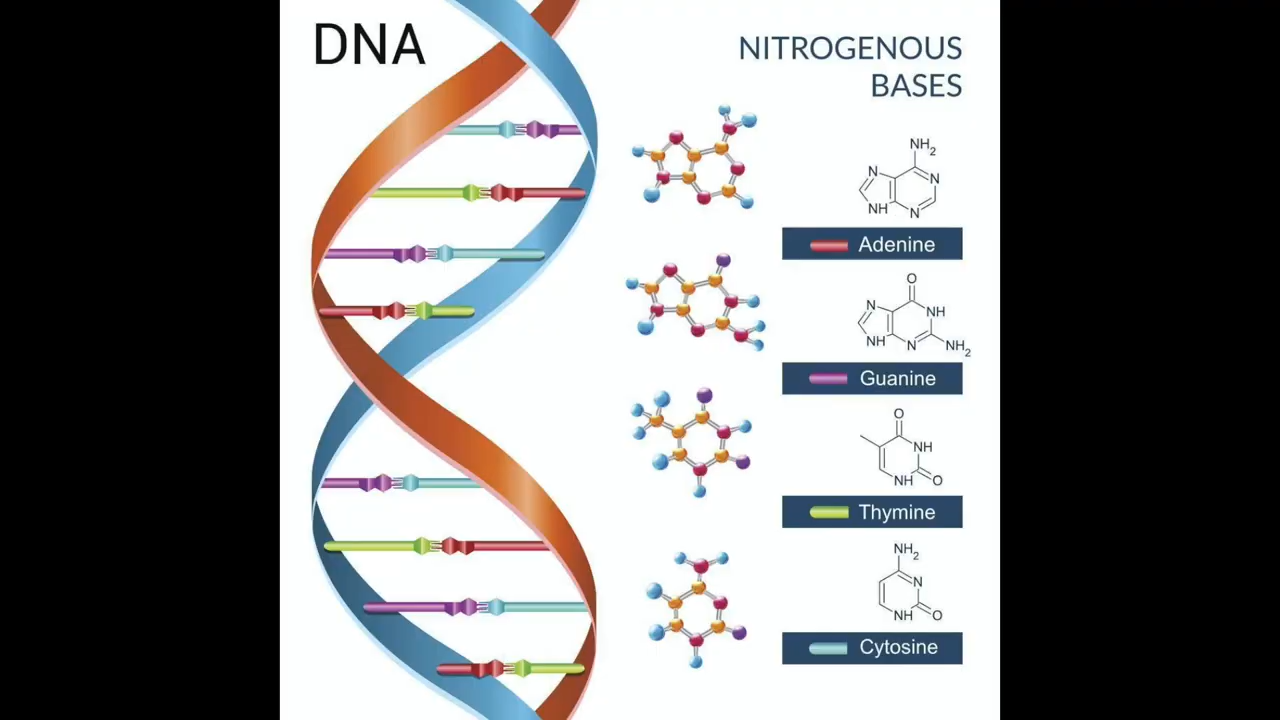 DNA
NITROGENOUS
BASES
NH2
N
N
NH
N
Adenine
O
N
NH
NH
N
NH2
Guanine
O
NH
NH
O
Thymine
NH2
N
NH
O
Cytosine